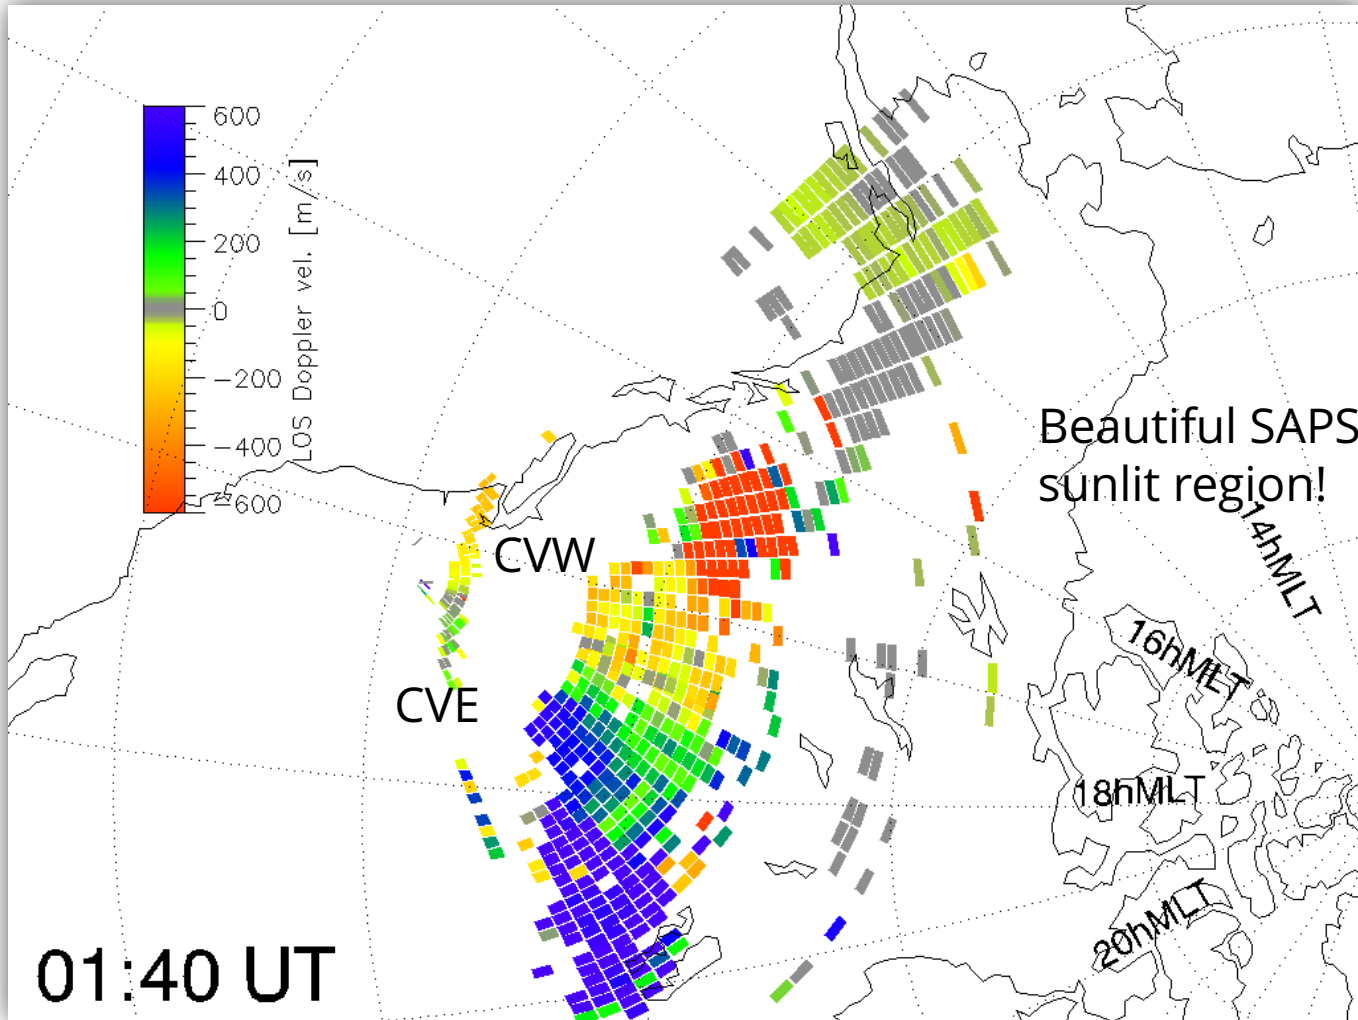 600
400
200
0
−200
−400
−600
LOS Doppler vel. [m/s]
Beautiful SAPS
sunlit region!
14hMLT
CVW
16hMLT
CVE
18hMLT
20hMLT
01:40 UT